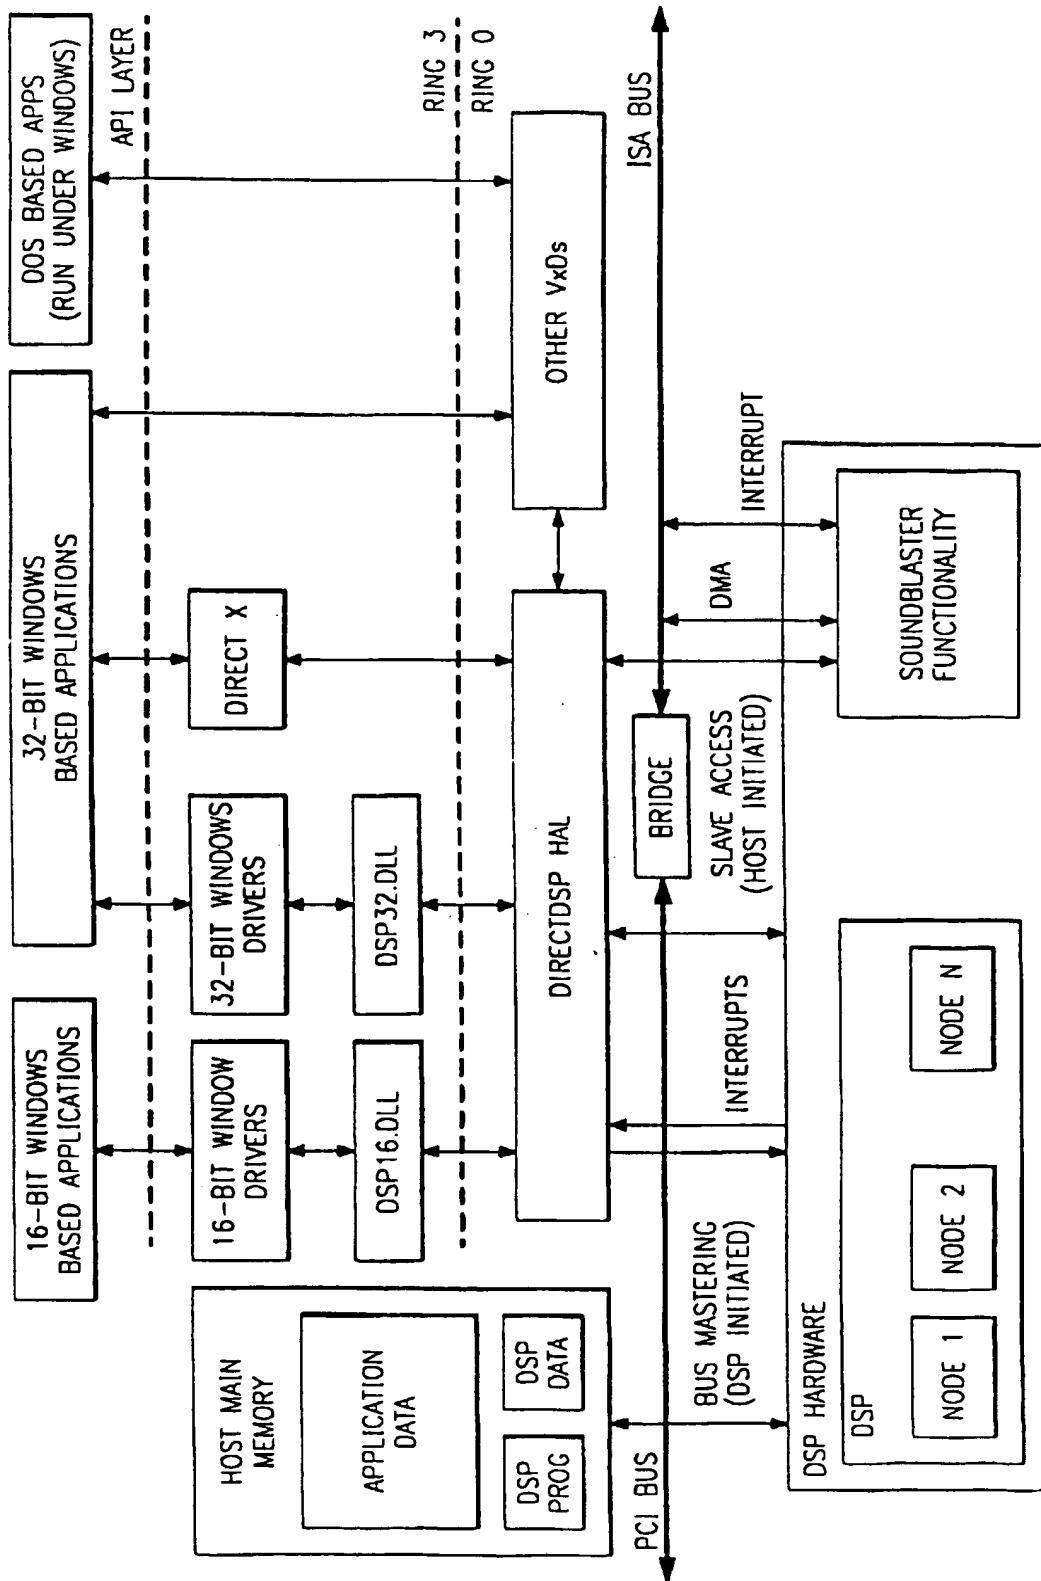 16-BIT WINDOWS
BASED APPLICATIONS
32-BIT WINDOWS
BASED APPLICATIONS
DOS BASED APPS
(RUN UNDER WINDOWS)
API LAYER
HOST MAIN
MEMORY
APPLICATION
DATA
DSP
PROG
DSP
DATA
16-BIT WINDOW
DRIVERS
32-BIT WINDOWS
DRIVERS
DIRECT X
DSP16.DLL
DSP32.DLL
RING 3
RING 0
DIRECTDSP HAL
OTHER VxDs
PCI BUS
BRIDGE
ISA BUS
BUS MASTERING
(DSP INITIATED)
INTERRUPTS
SLAVE ACCESS
(HOST INITIATED)
DMA
INTERRUPT
DSP HARDWARE
DSP
NODE 1
NODE 2
NODE N
SOUNDBLASTER
FUNCTIONALITY